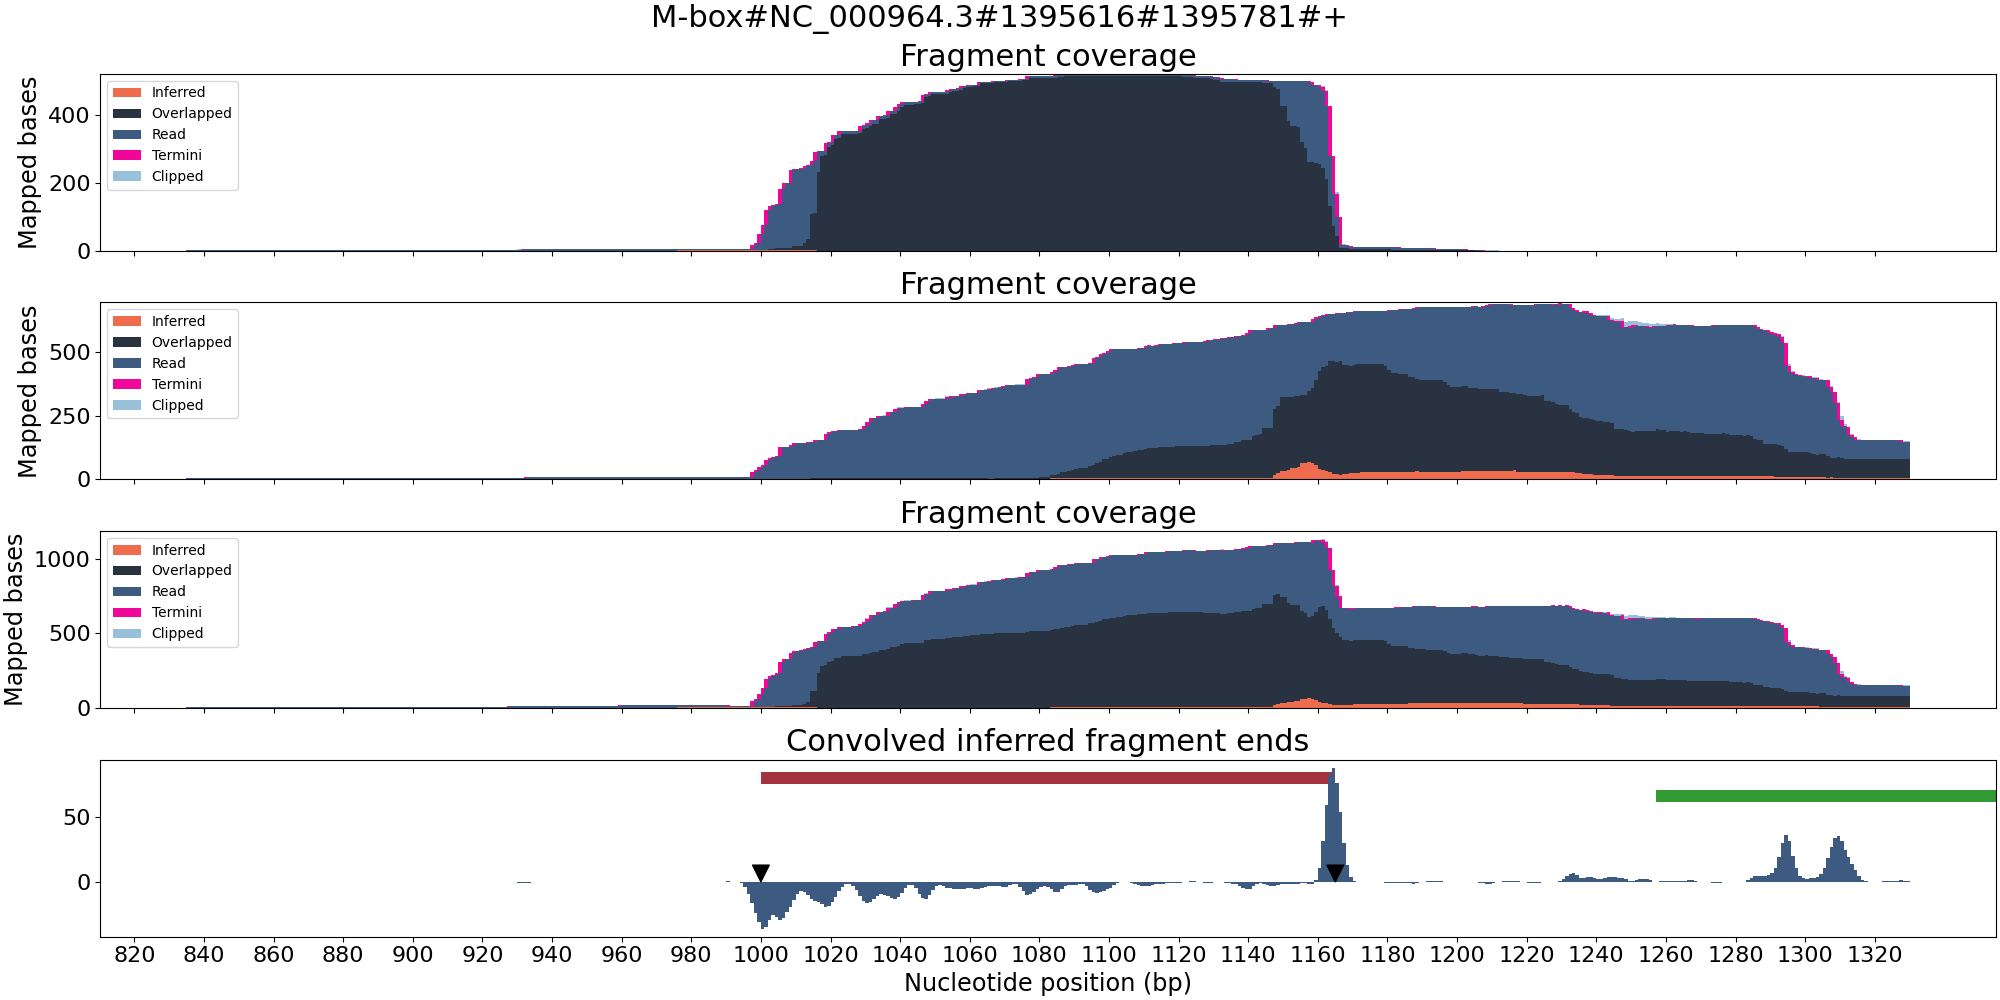 M-box#NC_000964.3#1395616#1395781#+
Fragment coverage
Mapped bases
400
200
0
Inferred
Overlapped
Read
Termini
Clipped
Fragment coverage
Mapped bases
500
250
0
Inferred
Overlapped
Read
Termini
Clipped
Fragment coverage
Mapped bases
1000
500
0
Inferred
Overlapped
Read
Termini
Clipped
Convolved inferred fragment ends
50
0
820 840 860 880 900 920 940 960 980 1000 1020 1040 1060 1080 1100 1120 1140 1160 1180 1200 1220 1240 1260 1280 1300 1320
Nucleotide position (bp)